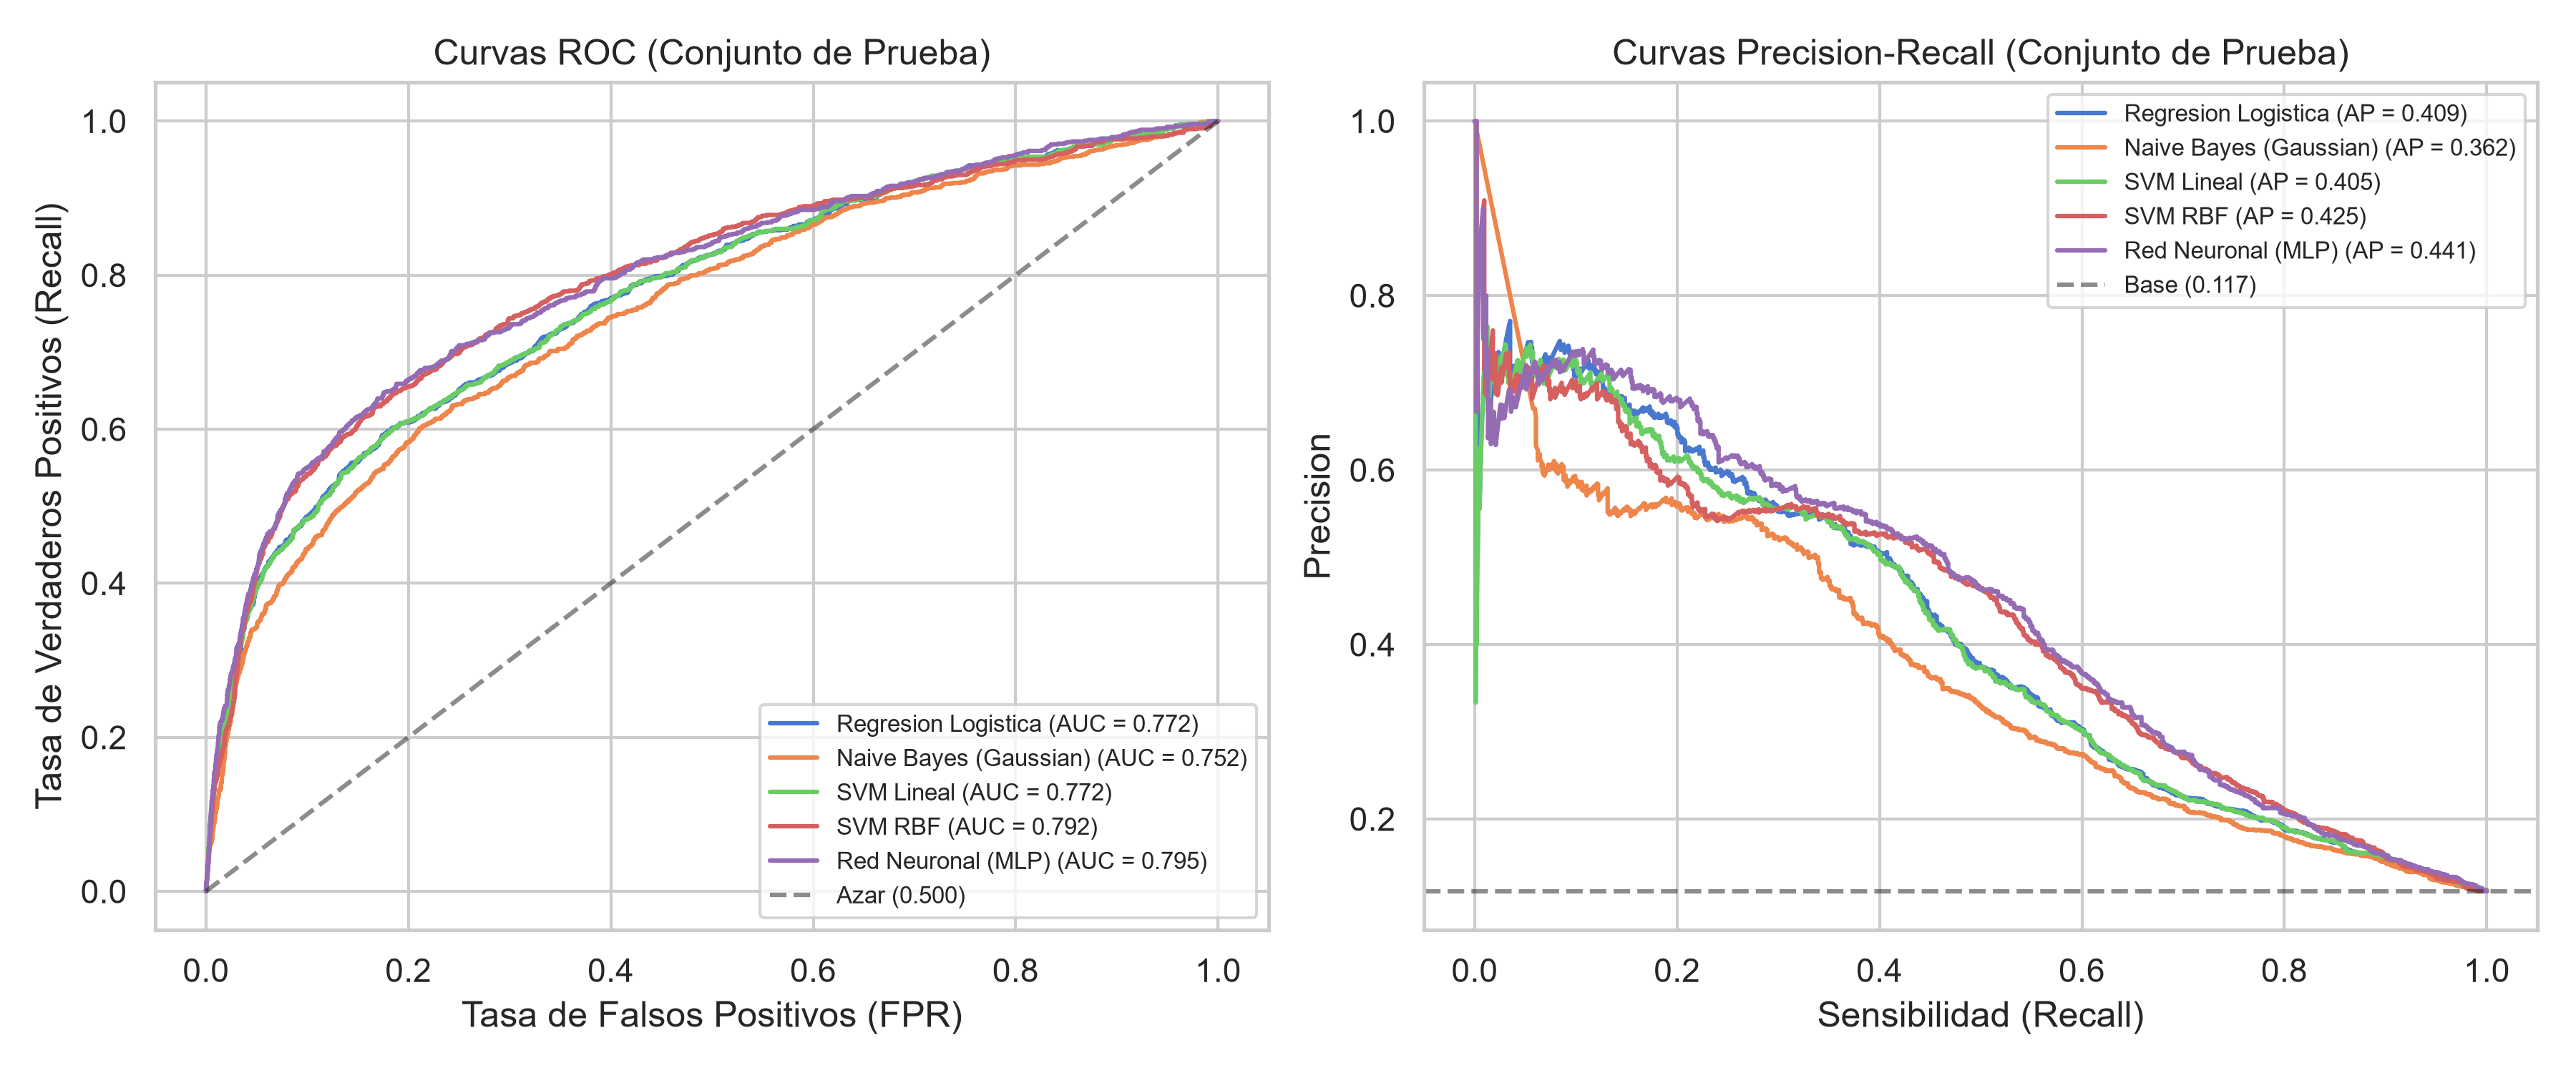 Curvas ROC (Conjunto de Prueba)
Tasa de Verdaderos Positivos (Recall)
1.0
0.8
0.6
0.4
0.2
0.0
Regresion Logistica (AUC = 0.772)
Naive Bayes (Gaussian) (AUC = 0.752)
SVM Lineal (AUC = 0.772)
SVM RBF (AUC = 0.792)
Red Neuronal (MLP) (AUC = 0.795)
Azar (0.500)
0.0 0.2 0.4 0.6 0.8 1.0
Tasa de Falsos Positivos (FPR)
Curvas Precision-Recall (Conjunto de Prueba)
Precision
1.0
0.8
0.6
0.4
0.2
Regresion Logistica (AP = 0.409)
Naive Bayes (Gaussian) (AP = 0.362)
SVM Lineal (AP = 0.405)
SVM RBF (AP = 0.425)
Red Neuronal (MLP) (AP = 0.441)
Base (0.117)
0.0 0.2 0.4 0.6 0.8 1.0
Sensibilidad (Recall)